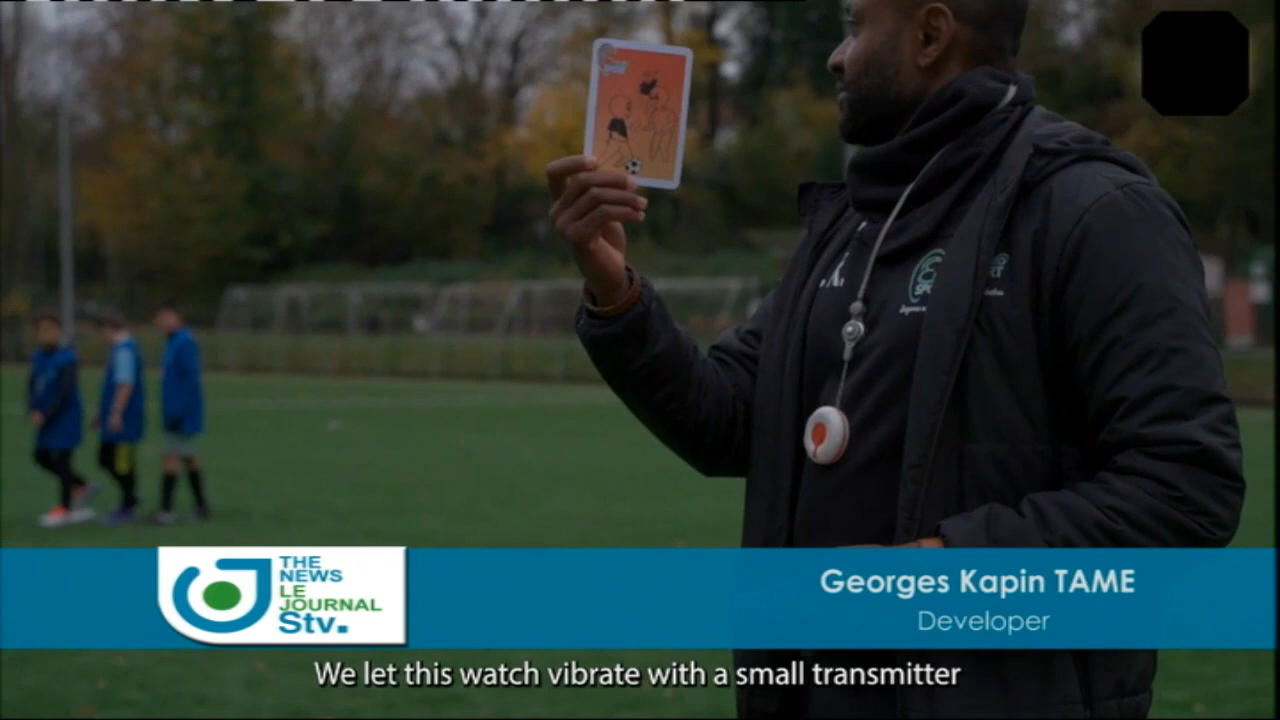 THE
NEWS
LE
JOURNAL
Stv.
Georges Kapin TAME
Developer
We let this watch vibrate with a small transmitter